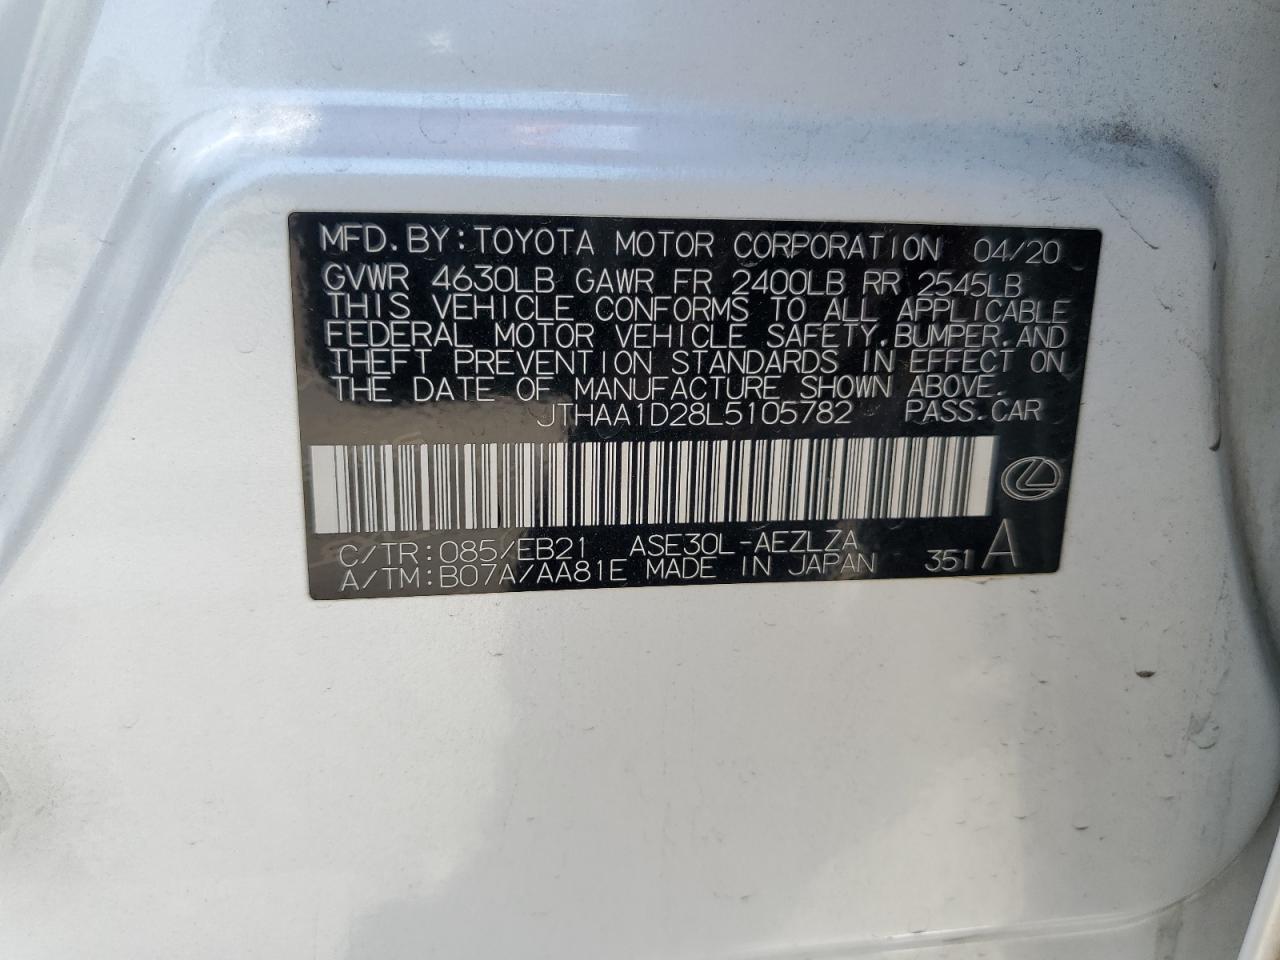 MFD.BY:TOYOTA MOTOR CORPORATION 04/20
GVWR 4630LB GAWR FR 2400LB RR 2545LB
THIS VEHICLE CONFORMS TO ALL APPLICABLE
FEDERAL MOTOR VEHICLE SAFETY,BUMPER,AND
THEFT PREVENTION STANDARDS IN EFFECT ON
THE DATE OF MANUFACTURE SHOWN ABOVE.
JTHAA1D28L5105782 PASS.CAR
C/TR:085/EB21 ASE30L-AEZLZA
A/TM:B07A/AA81E MADE IN JAPAN 351 A